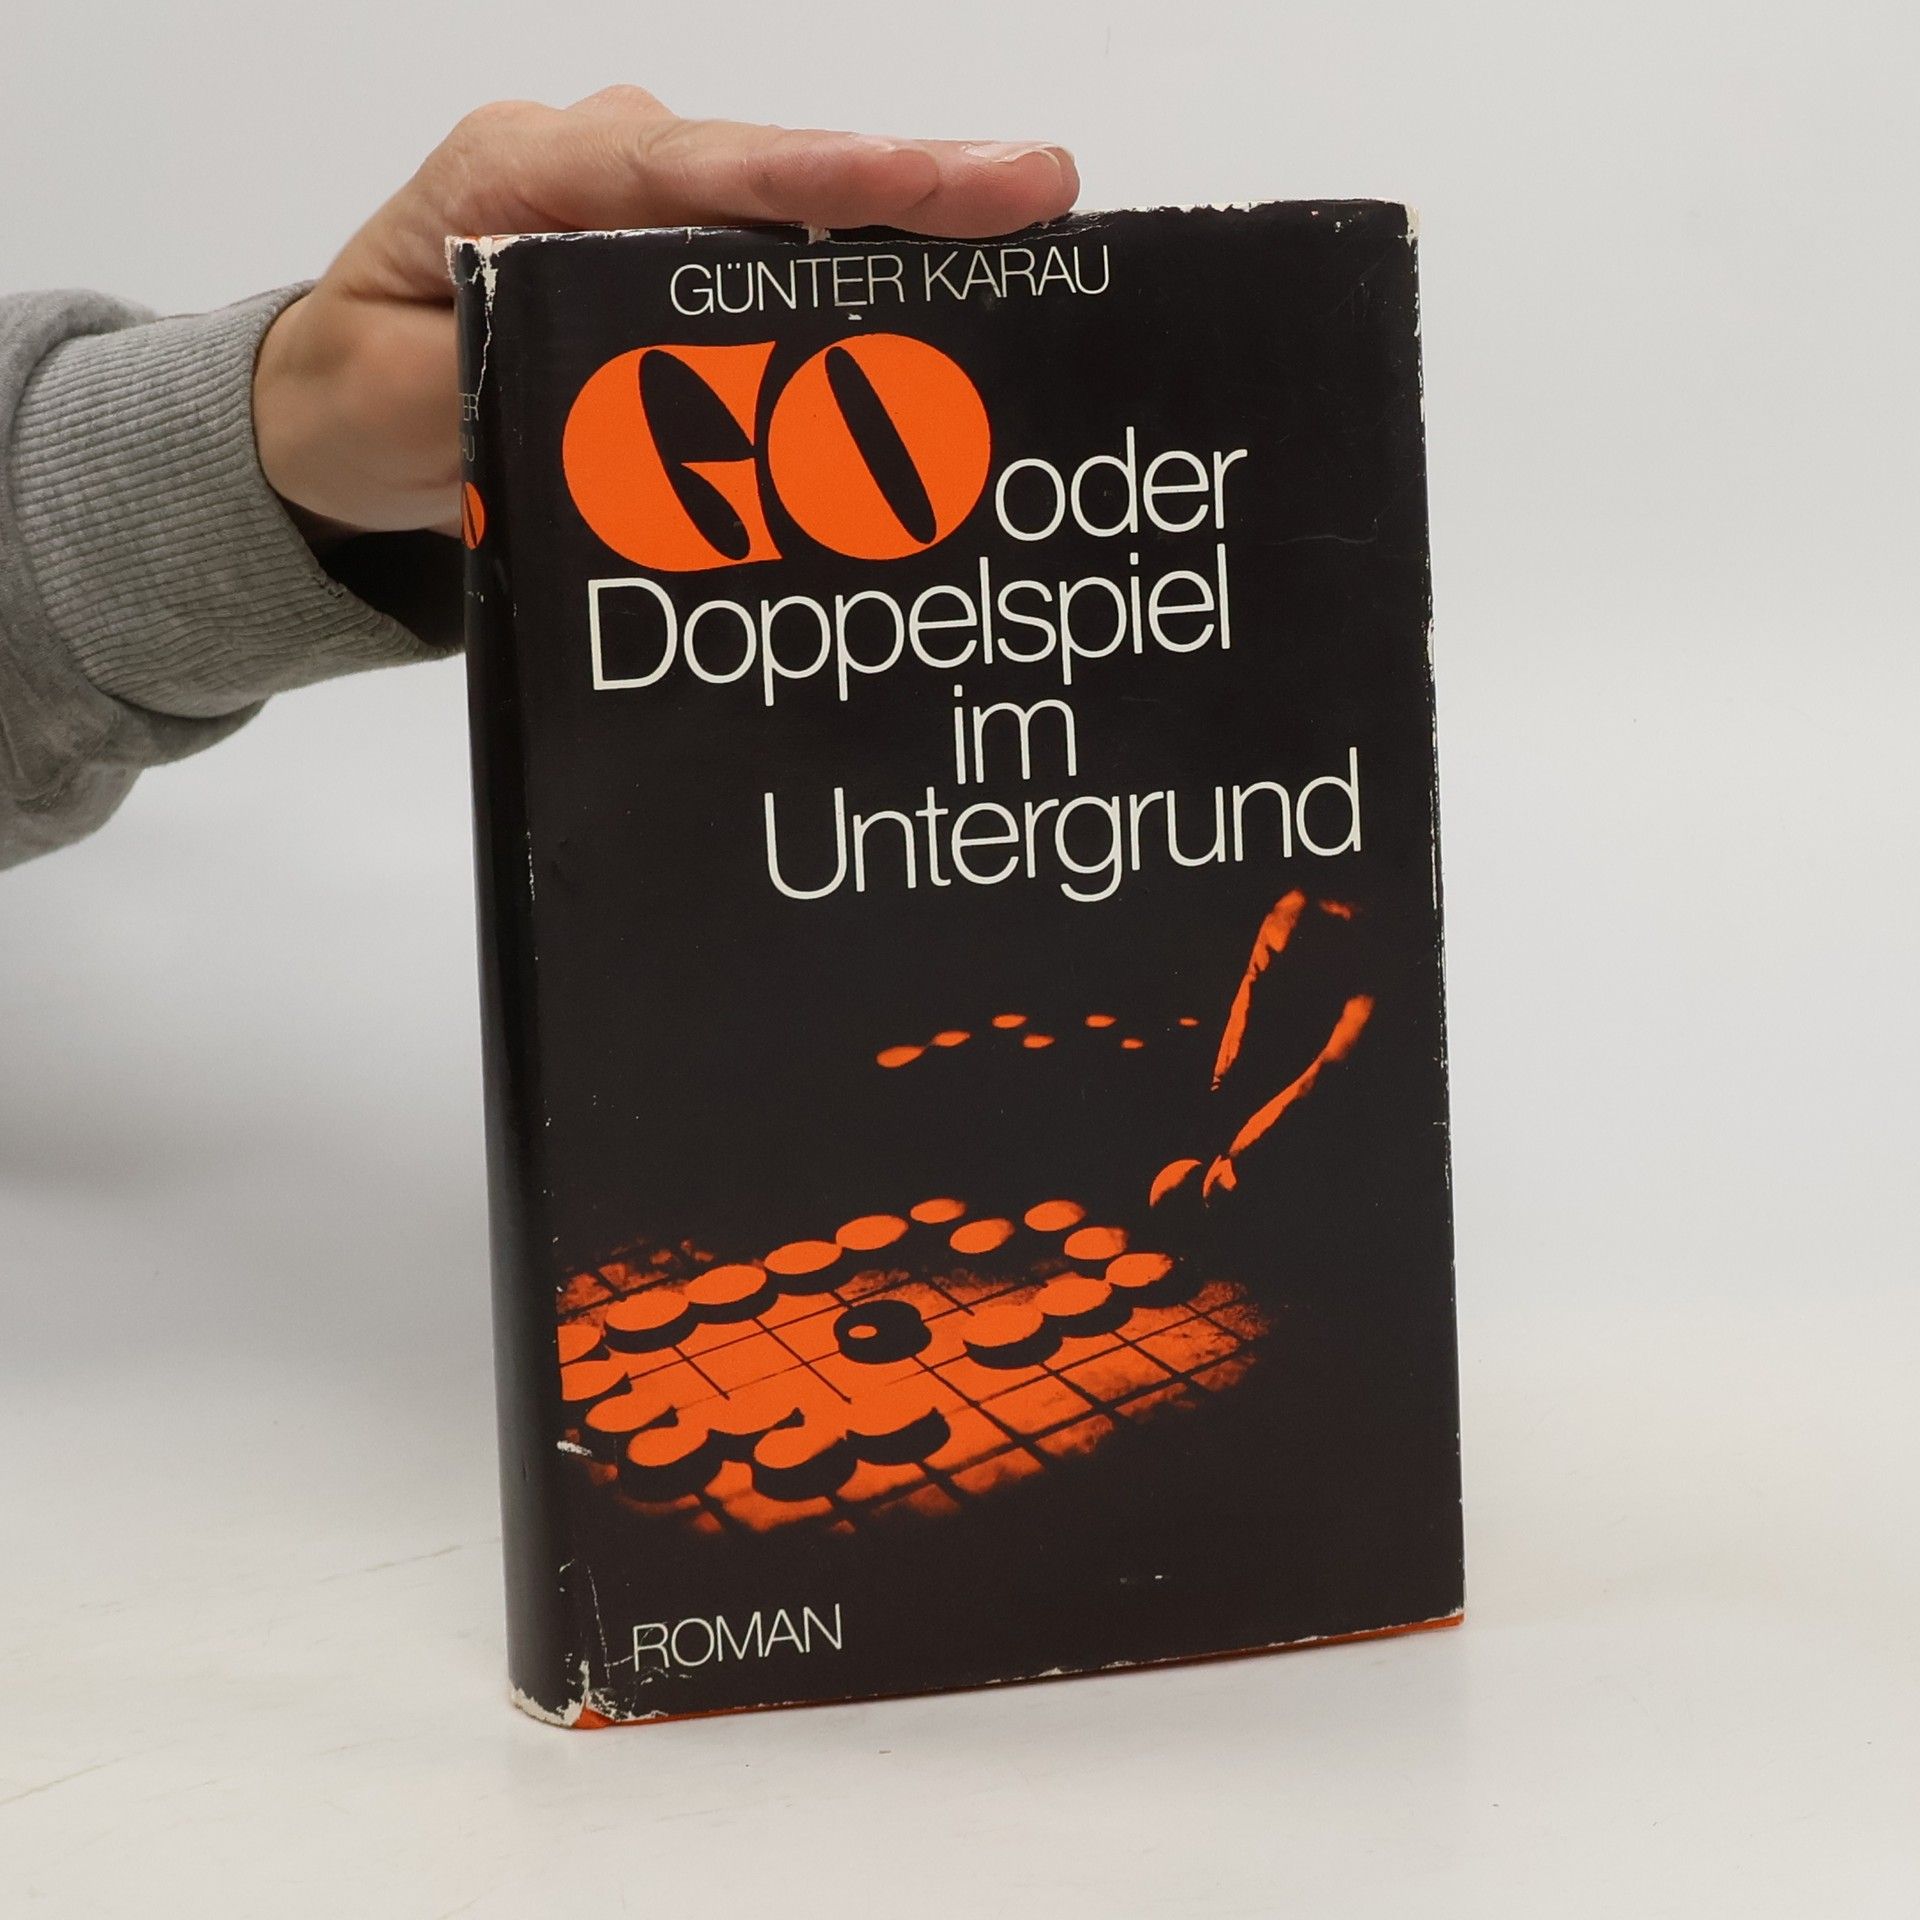 GÜNTER KARAU
GO oder
Doppelspiel
im
Untergrund
ROMAN